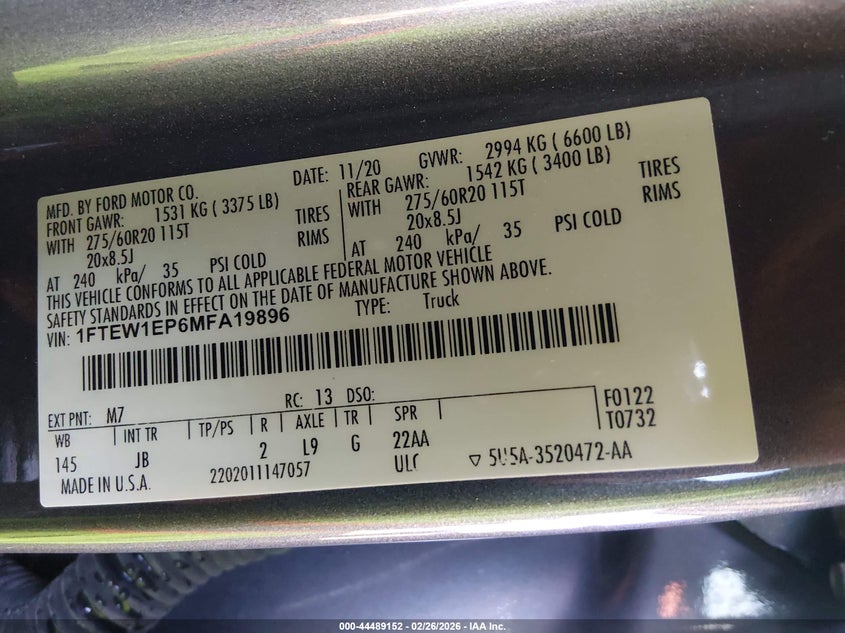 MFD. BY FORD MOTOR CO.
DATE: 11/20
GVWR: 2994 KG ( 6600 LB)
FRONT GAWR: 1531 KG ( 3375 LB)
REAR GAWR: 1542 KG ( 3400 LB)
WITH 275/60R20 115T TIRES
WITH 275/60R20 115T TIRES
20x8.5J RIMS
20x8.5J RIMS
AT 240 kPa/ 35 PSI COLD
AT 240 kPa/ 35 PSI COLD
THIS VEHICLE CONFORMS TO ALL APPLICABLE FEDERAL MOTOR VEHICLE
SAFETY STANDARDS IN EFFECT ON THE DATE OF MANUFACTURE SHOWN ABOVE.
VIN: 1FTEW1EP6MFA19896
TYPE: Truck
EXT PNT: M7 RC: 13 DSO:
F0122
T0732
WB INT TR TP/PS R AXLE TR SPR
145 JB 2 L9 G 22AA
MADE IN U.S.A. 2202011147057 ULC 5U5A-3520472-AA
000-44489152 - 02/26/2026 - IAA Inc.